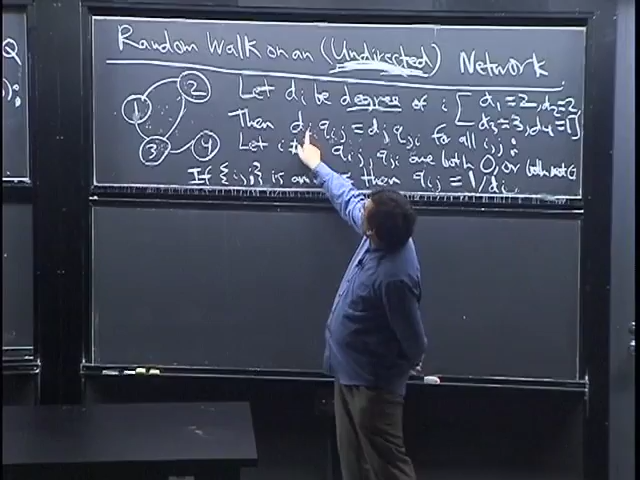 Q
);
Random Walk on an (Undirected) Network
1
2
3
4
Let di be degree of i [d1=2, d2=2
d3=3, d4=1]
Then di qij = dj qji for all i,j:
Let i qij, qji are both 0, or both not 0
If {i,j} is an then qij = 1/di